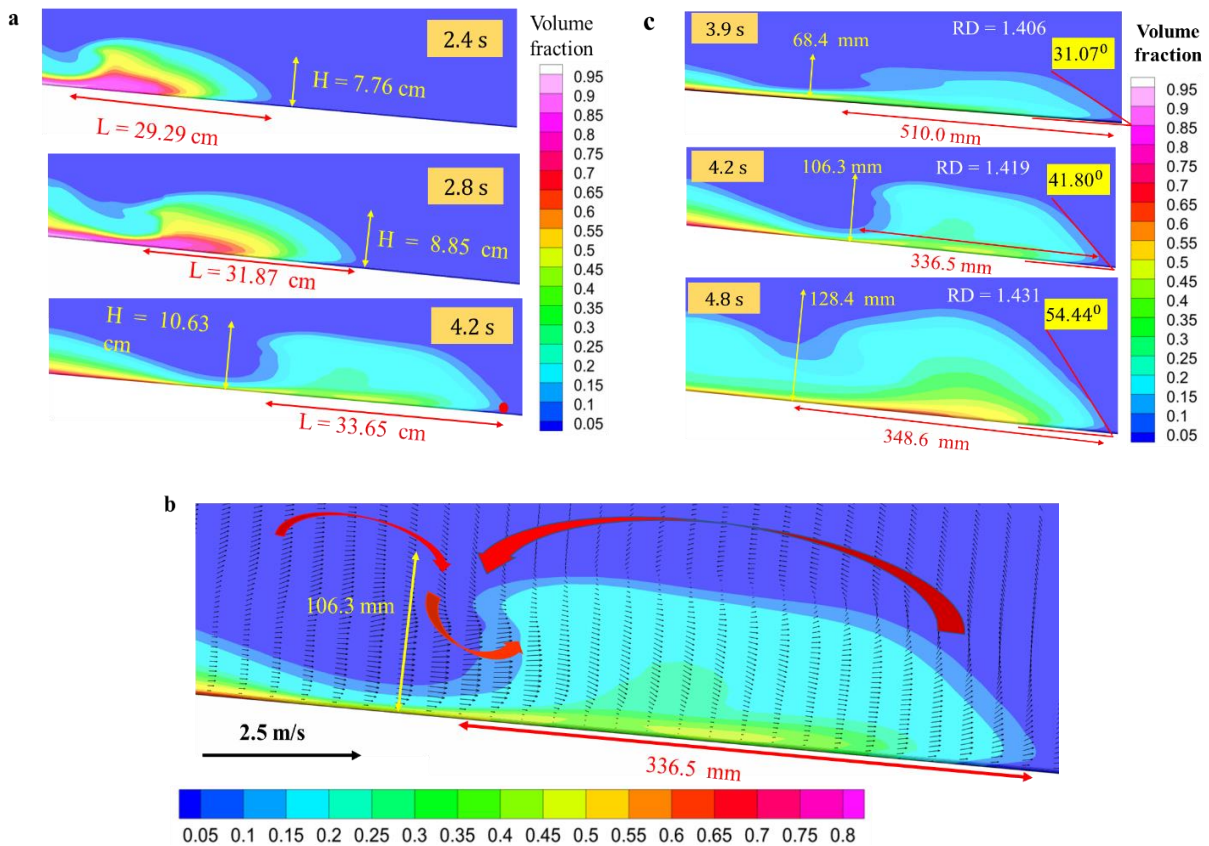 a
2.4 s
H = 7.76 cm
L = 29.29 cm
2.8 s
H = 8.85 cm
L = 31.87 cm
H = 10.63
cm
4.2 s
L = 33.65 cm
Volume
fraction
0.95
0.9
0.85
0.8
0.75
0.7
0.65
0.6
0.55
0.5
0.45
0.4
0.35
0.3
0.25
0.2
0.15
0.1
0.05
c
3.9 s
68.4 mm
RD = 1.406
31.07⁰
510.0 mm
4.2 s
106.3 mm
RD = 1.419
41.80⁰
336.5 mm
4.8 s
128.4 mm
RD = 1.431
54.44⁰
348.6 mm
Volume
fraction
0.95
0.9
0.85
0.8
0.75
0.7
0.65
0.6
0.55
0.5
0.45
0.4
0.35
0.3
0.25
0.2
0.15
0.1
0.05
b
106.3 mm
2.5 m/s
336.5 mm
0.05 0.1 0.15 0.2 0.25 0.3 0.35 0.4 0.45 0.5 0.55 0.6 0.65 0.7 0.75 0.8